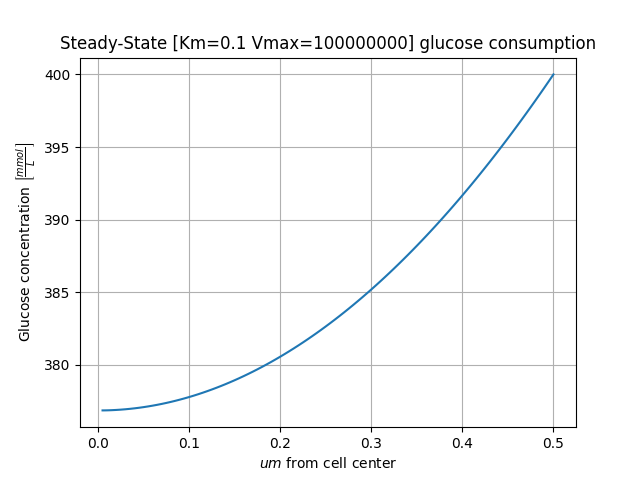 Steady-State [Km=0.1 Vmax=100000000] glucose consumption
400
395
390
385
380
Glucose concentration [mmol/L]
0.0 0.1 0.2 0.3 0.4 0.5
um from cell center